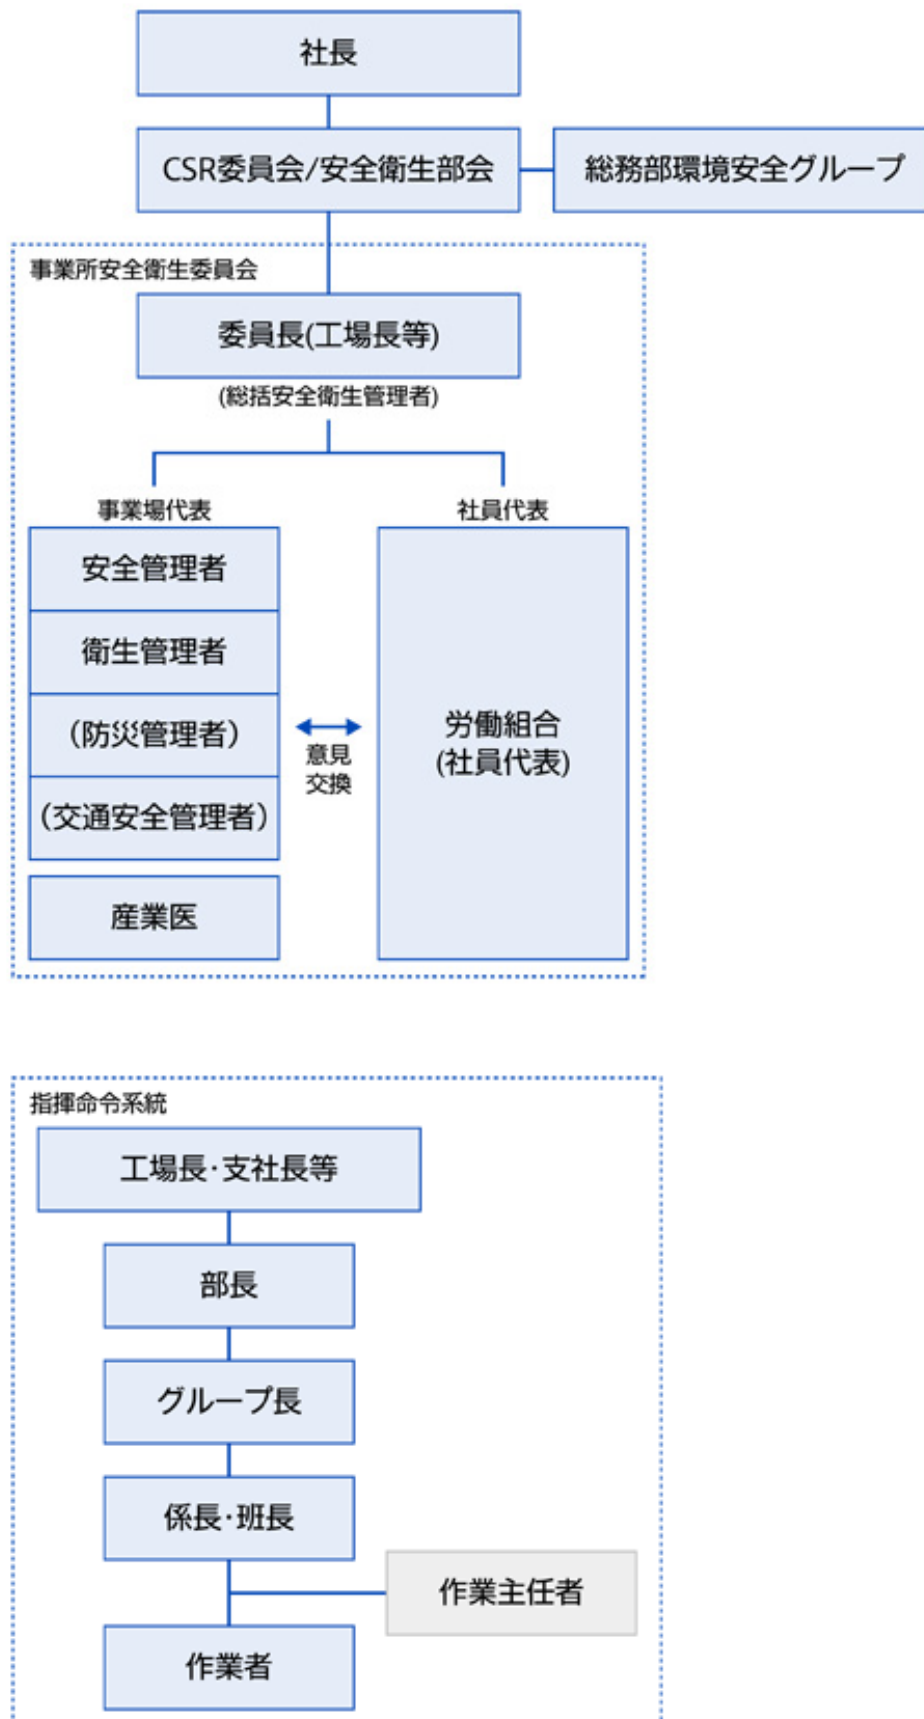 社長
CSR委員会/安全衛生部会
総務部環境安全グループ
事業所安全衛生委員会
委員長(工場長等)
(総括安全衛生管理者)
事業場代表
社員代表
安全管理者
衛生管理者
（防災管理者）
（交通安全管理者）
産業医
意見
交換
労働組合
(社員代表)
指揮命令系統
工場長･支社長等
部長
グループ長
係長･班長
作業主任者
作業者